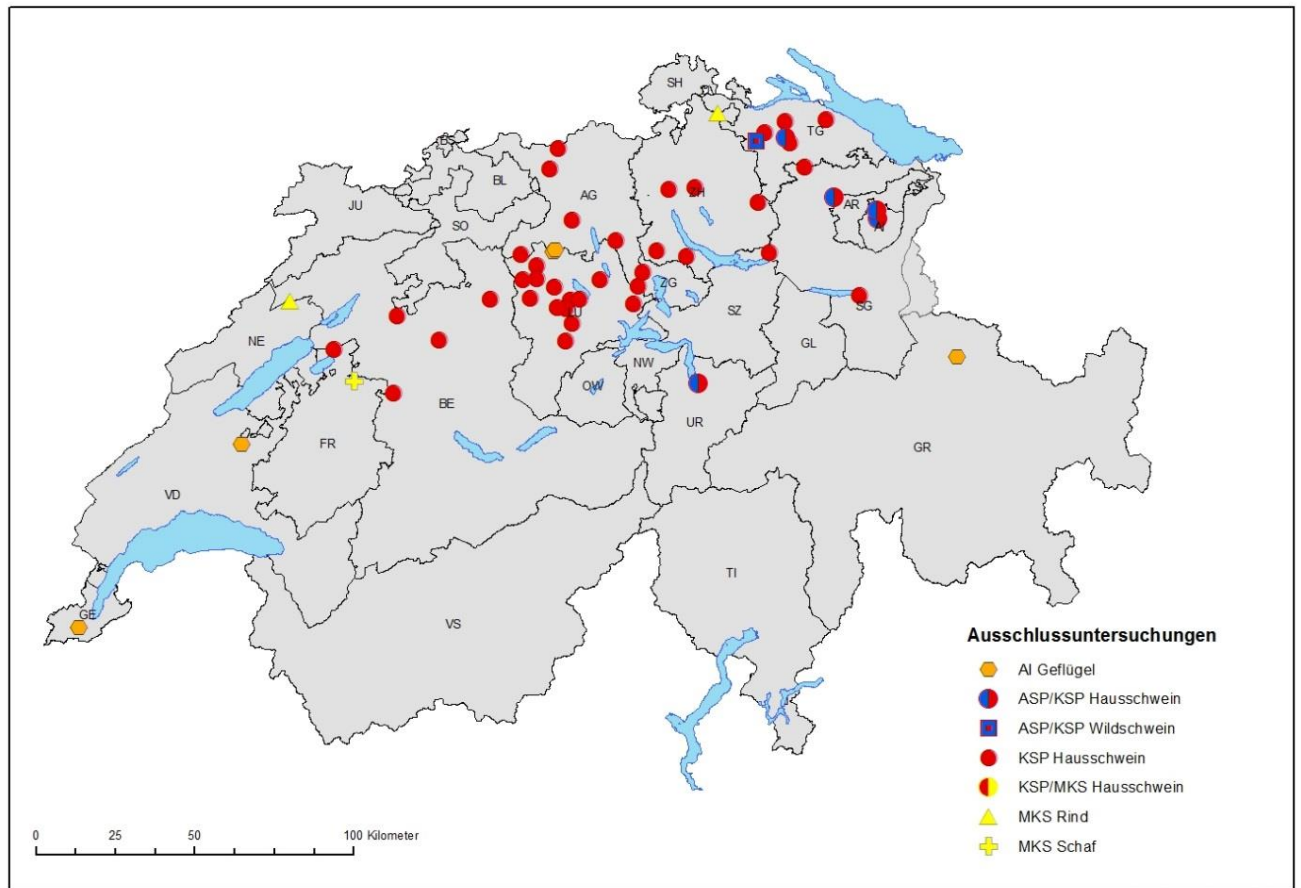 SH
TG
BS
BL
AG
ZH
JU
AR
SO
ZG
LU
SZ
SG
NE
GL
NW
OW
BE
UR
FR
GR
VD
TI
GE
VS
Ausschlussuntersuchungen
AI Geflügel
ASP/KSP Hausschwein
ASP/KSP Wildschwein
KSP Hausschwein
KSP/MKS Hausschwein
MKS Rind
MKS Schaf
0 25 50 100 Kilometer